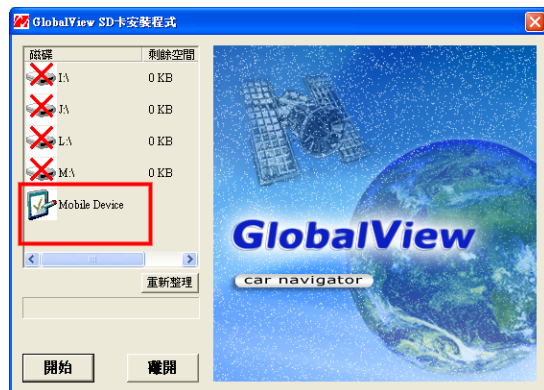 GlobalView SD卡安裝程式
磁碟 剩餘空間
I:\ 0 KB
J:\ 0 KB
L:\ 0 KB
M:\ 0 KB
Mobile Device
重新整理
開始 離開
GlobalView
car navigator